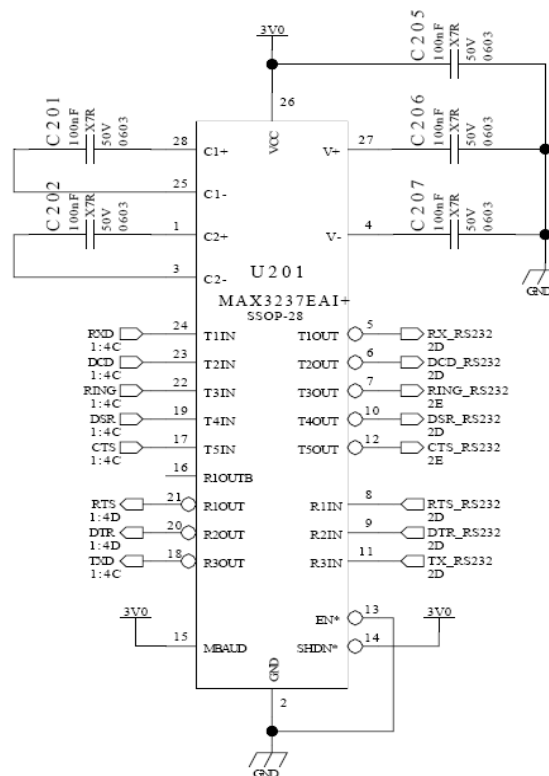 3V0
C205
100nF
X7R
50V
0603
26
VCC
C201
100nF
X7R
50V
0603
28
C1+
25
C1-
C202
100nF
X7R
50V
0603
1
C2+
3
C2-
V+
27
C206
100nF
X7R
50V
0603
V-
4
C207
100nF
X7R
50V
0603
GND
U201
MAX3237EAI+
SSOP-28
RXD
1:4C
24
T1IN
T1OUT
5
RX_RS232
2D
DCD
1:4C
23
T2IN
T2OUT
6
DCD_RS232
2D
RING
1:4C
22
T3IN
T3OUT
7
RING_RS232
2E
DSR
1:4C
19
T4IN
T4OUT
10
DSR_RS232
2D
CTS
1:4C
17
T5IN
T5OUT
12
CTS_RS232
2E
16
R1OUTB
RTS
1:4D
21
R1OUT
R1IN
8
RTS_RS232
2D
DTR
1:4D
20
R2OUT
R2IN
9
DTR_RS232
2D
TXD
1:4C
18
R3OUT
R3IN
11
TX_RS232
2D
EN*
13
3V0
15
MBAUD
SHDN*
14
3V0
GND
2
GND